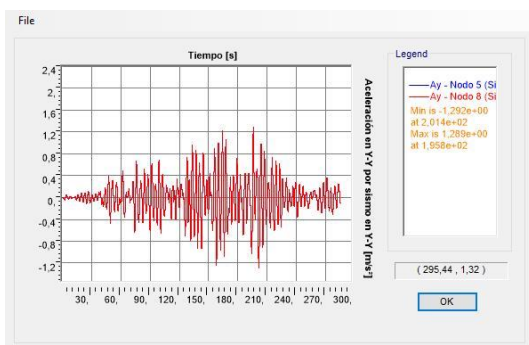 File
Tiempo [s]
2,4
2,
1,6
1,2
0,8
0,4
0,
-0,4
-0,8
-1,2
30, 60, 90, 120, 150, 180, 210, 240, 270, 300,
Aceleración en Y-Y por sismo en Y-Y [m/s²]
Legend
Ay - Nodo 5 (Si
Ay - Nodo 8 (Si
Min is -1,292e+00
at 2,014e+02
Max is 1,289e+00
at 1,958e+02
( 295,44 , 1,32 )
OK